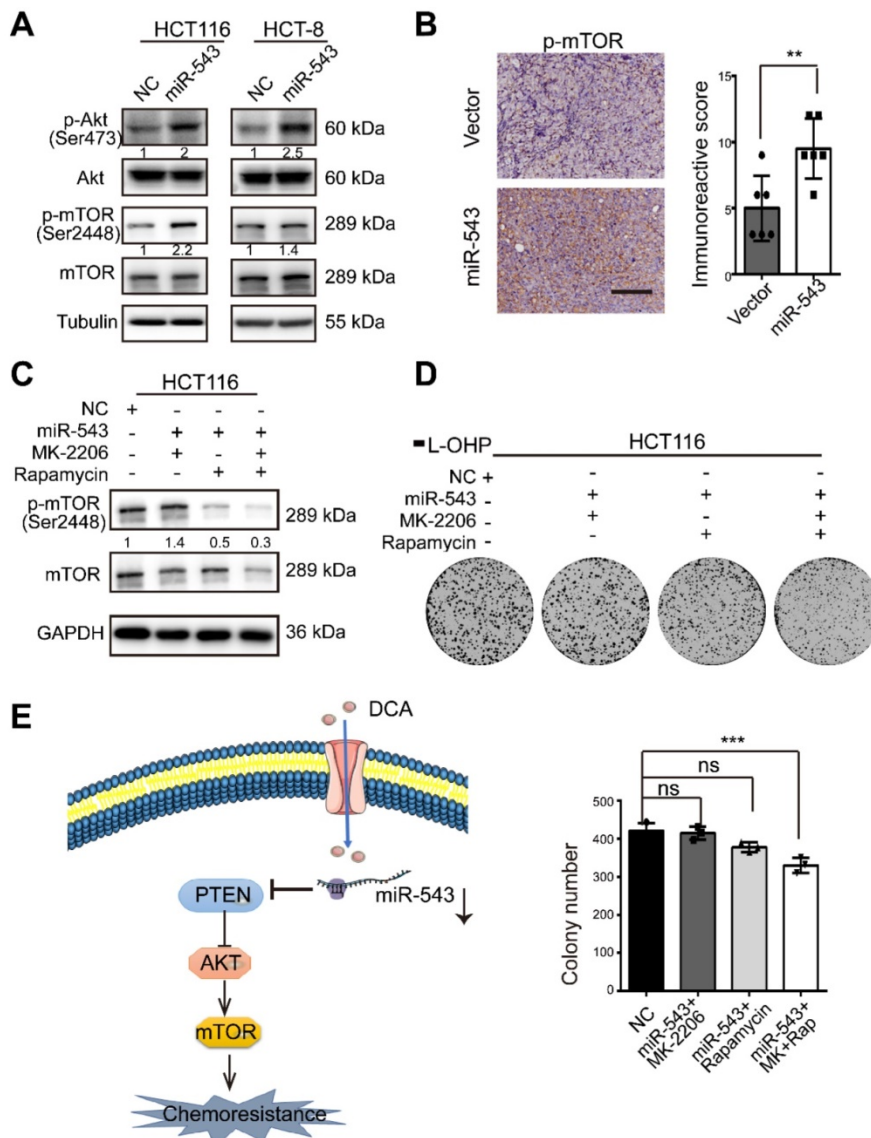 A
HCT116 HCT-8
NC miR-543 NC miR-543
p-Akt
(Ser473)
60 kDa
1 2 1 2.5
Akt
60 kDa
p-mTOR
(Ser2448)
289 kDa
1 2.2 1 1.4
mTOR
289 kDa
Tubulin
55 kDa
B
p-mTOR
Vector
miR-543
**
Immunoreactive score
15
10
5
0
Vector
miR-543
C
HCT116
NC + - - -
miR-543 - + + +
MK-2206 - + - +
Rapamycin - - + +
p-mTOR
(Ser2448)
289 kDa
1 1.4 0.5 0.3
mTOR
289 kDa
GAPDH
36 kDa
D
L-OHP
HCT116
NC + - - -
miR-543 - + + +
MK-2206 - + - +
Rapamycin - - + +
E
DCA
miR-543
PTEN
AKT
mTOR
Chemoresistance
***
ns
ns
Colony number
500
400
300
200
100
0
NC
miR-543+
MK-2206
miR-543+
Rapamycin
miR-543+
MK+Rap